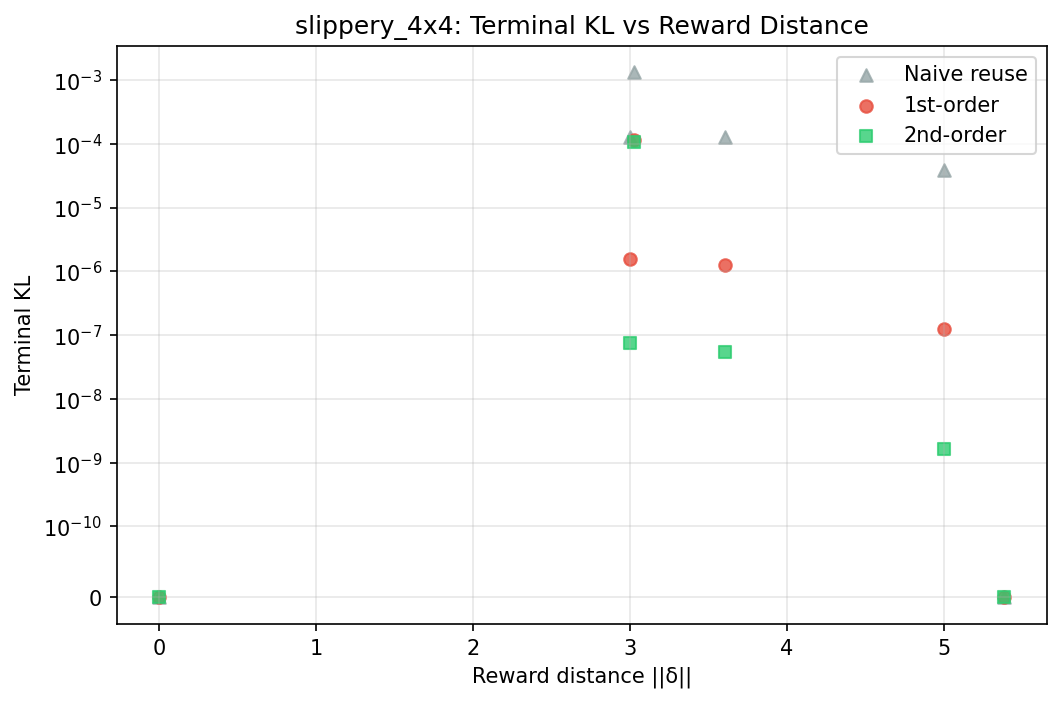 slippery_4x4: Terminal KL vs Reward Distance
Naive reuse
1st-order
2nd-order
Terminal KL
10⁻³
10⁻⁴
10⁻⁵
10⁻⁶
10⁻⁷
10⁻⁸
10⁻⁹
10⁻¹⁰
0
0 1 2 3 4 5
Reward distance ||δ||